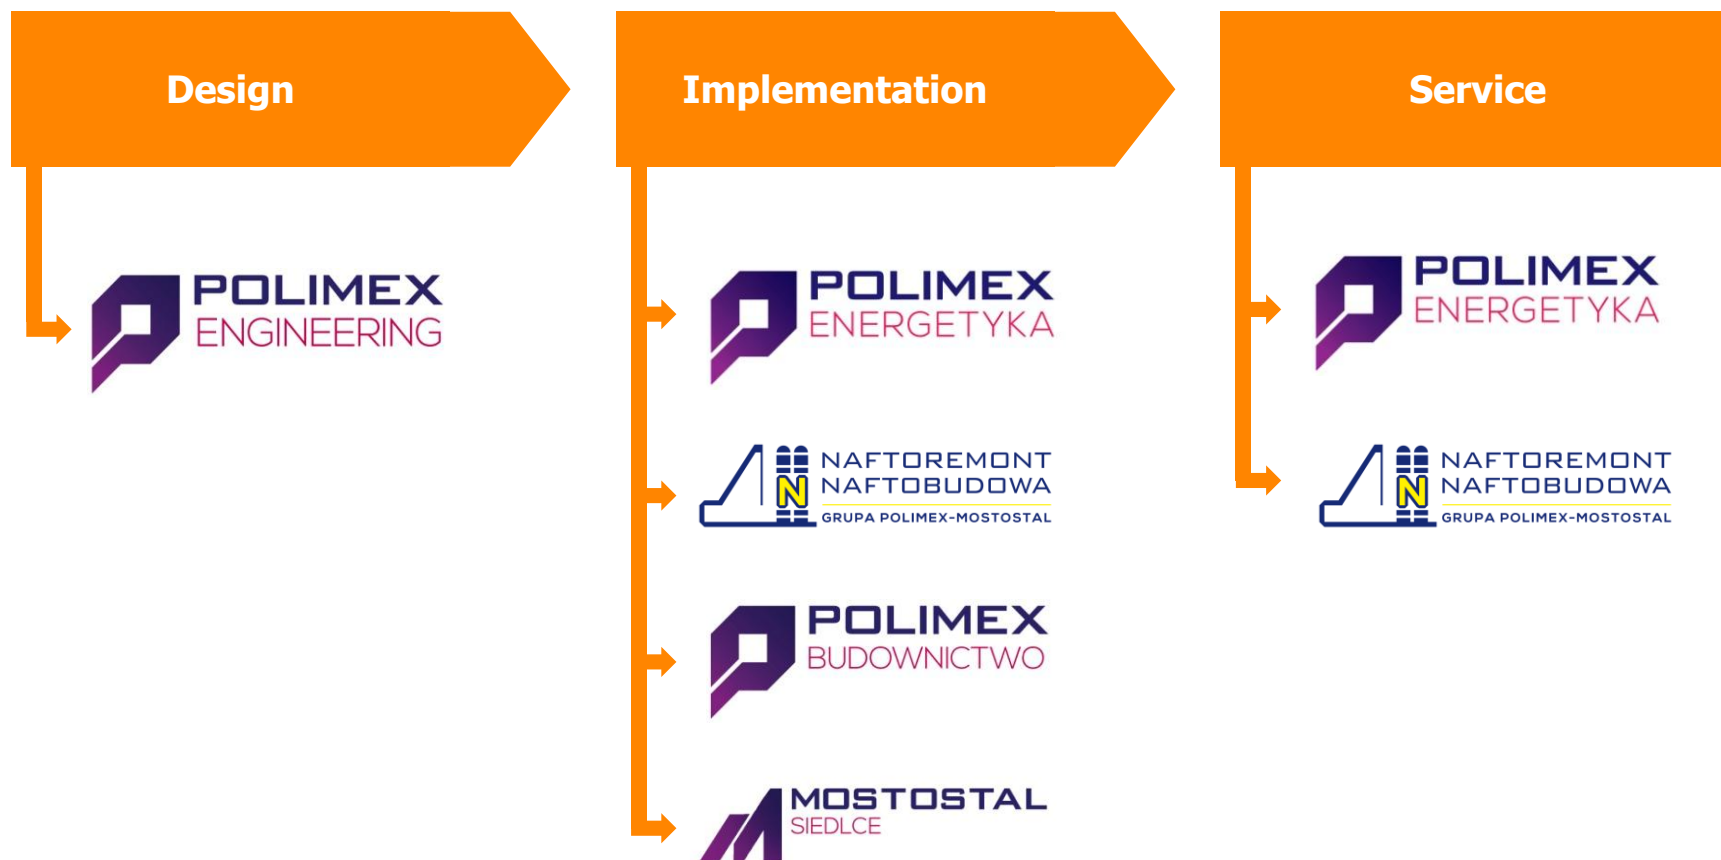 Design
Implementation
Service
POLIMEX
ENGINEERING
POLIMEX
ENERGETYKA
NAFTOREMONT
NAFTOBUDOWA
GRUPA POLIMEX-MOSTOSTAL
POLIMEX
BUDOWNICTWO
MOSTOSTAL
SIEDLCE
POLIMEX
ENERGETYKA
NAFTOREMONT
NAFTOBUDOWA
GRUPA POLIMEX-MOSTOSTAL